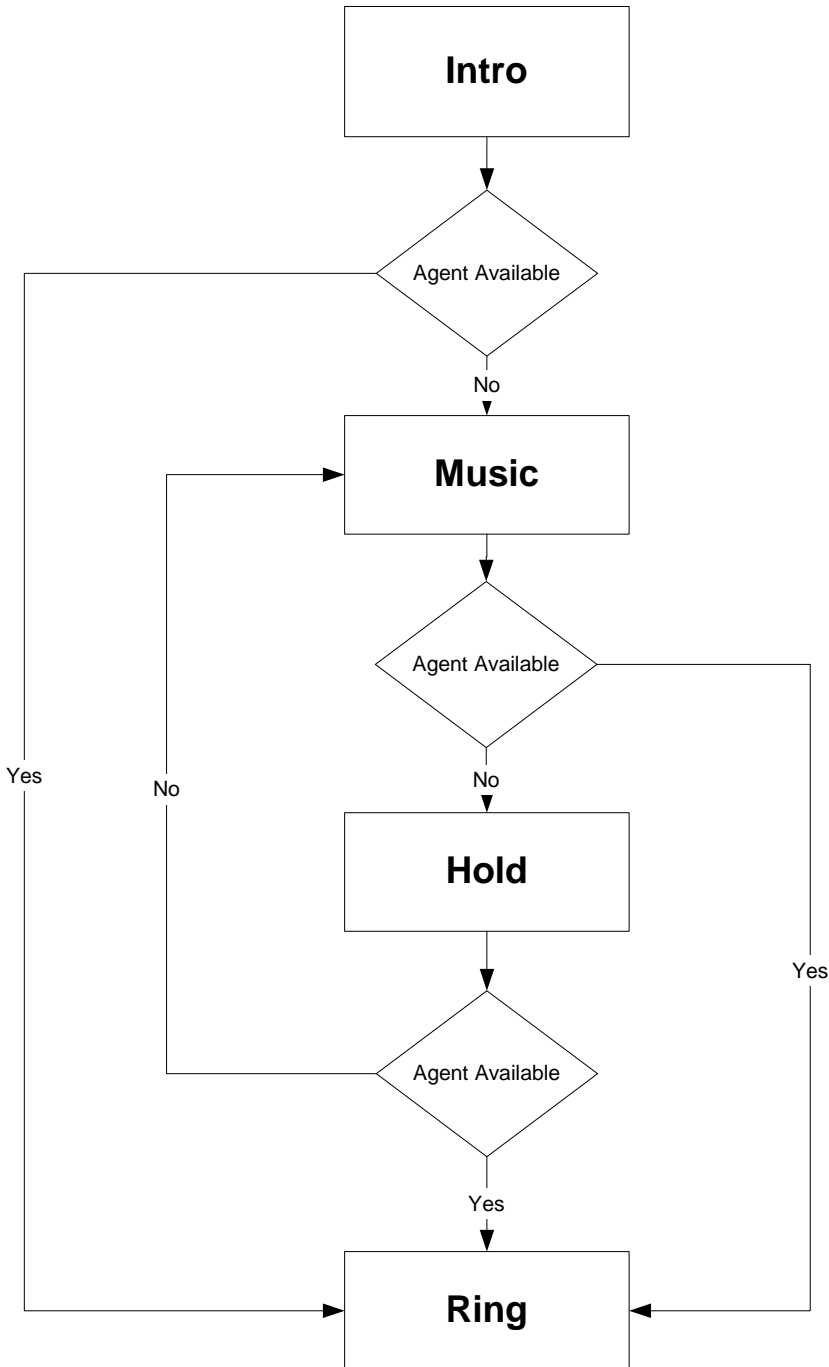 Intro
Agent Available
No
Music
Agent Available
Yes
No
No
Hold
Yes
Agent Available
Yes
Ring